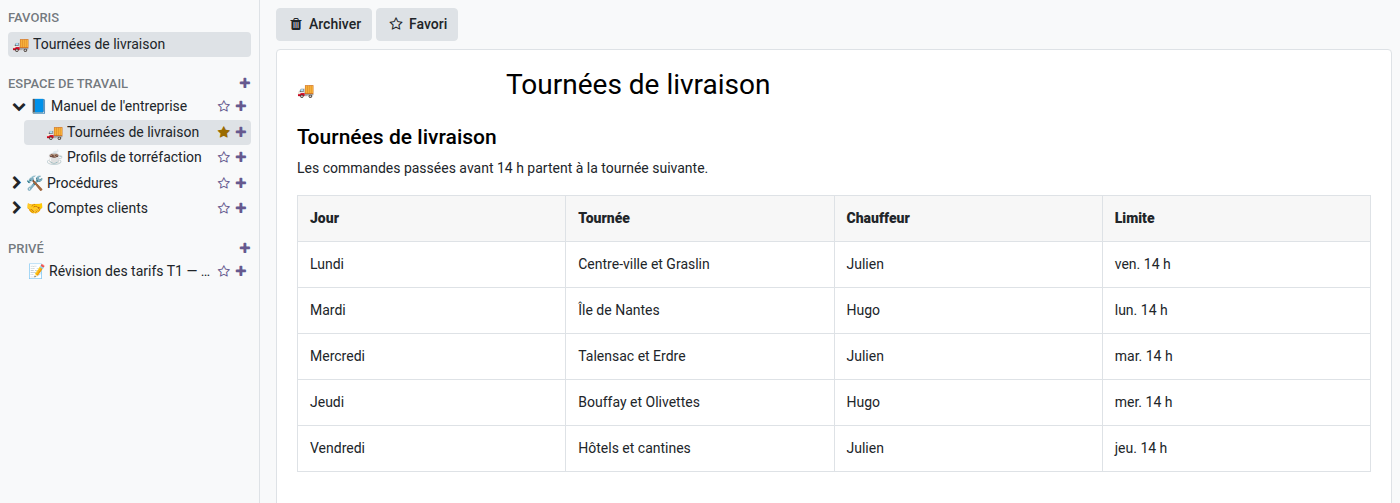 FAVORIS
Tournées de livraison
ESPACE DE TRAVAIL
Manuel de l'entreprise
Tournées de livraison
Profils de torréfaction
Procédures
Comptes clients
PRIVÉ
Révision des tarifs T1 — ...
Archiver Favori
Tournées de livraison
Tournées de livraison
Les commandes passées avant 14 h partent à la tournée suivante.
Jour Tournée Chauffeur Limite
Lundi Centre-ville et Graslin Julien ven. 14 h
Mardi Île de Nantes Hugo lun. 14 h
Mercredi Talensac et Erdre Julien mar. 14 h
Jeudi Bouffay et Olivettes Hugo mer. 14 h
Vendredi Hôtels et cantines Julien jeu. 14 h